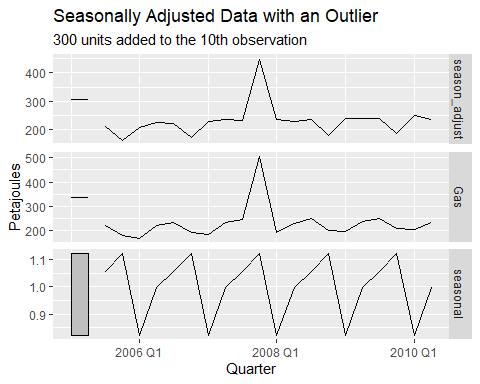 Seasonally Adjusted Data with an Outlier
300 units added to the 10th observation
400
300
200
season_adjust
500
400
300
200
Gas
1.1
1.0
0.9
seasonal
Petajoules
2006 Q1
2008 Q1
2010 Q1
Quarter